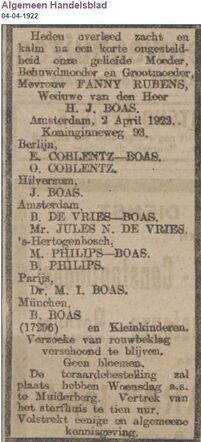 Algemeen Handelsblad
04-04-1922
Heden overleed zacht en
kalm na een korte ongesteld-
heid onze geliefde Moeder,
Behuwdmoeder en Grootmoeder,
Mevrouw FANNY RUBENS,
Weduwe van den Heer
H. J. BOAS.
Amsterdam, 2 April 1922.
Koninginneweg 93.
Berlijn,
E. COBLENTZ—BOAS.
O. COBLENTZ.
Hilversum,
J. BOAS.
Amsterdam,
B. DE VRIES—BOAS.
Mr. JULES N. DE VRIES.
's-Hertogenbosch,
M. PHILIPS—BOAS.
B. PHILIPS.
Parijs,
Dr. M. I. BOAS.
München,
B. BOAS
(17296) en Kleinkinderen.
Verzoeke van rouwbeklag
verschoond te blijven.
Geen bloemen.
De teraardebestelling zal
plaats hebben Woensdag a.s.
te Muiderberg. Vertrek van
het sterfhuis te tien uur.
Volstrekt eenige en algemeene
kennisgeving.